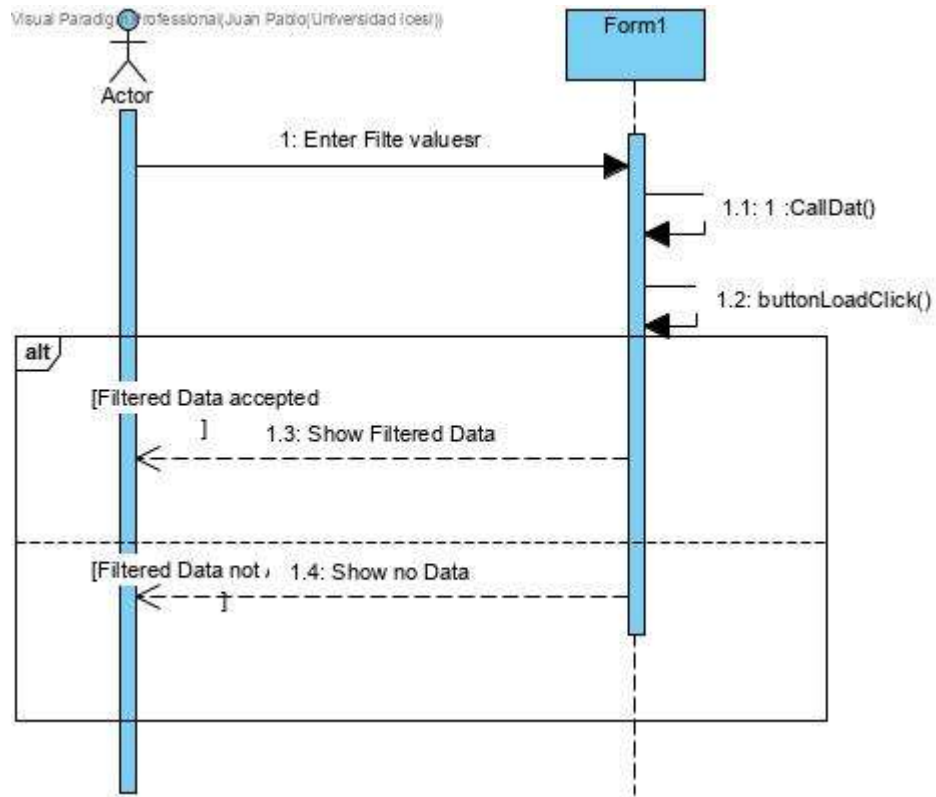 Visual Paradigm Professional(Juan Pablo(Universidad Icesi))
Form1
Actor
1: Enter Filte valuesr
1.1: 1 :CallDat()
1.2: buttonLoadClick()
alt
[Filtered Data accepted
]
1.3: Show Filtered Data
[Filtered Data not
]
1.4: Show no Data